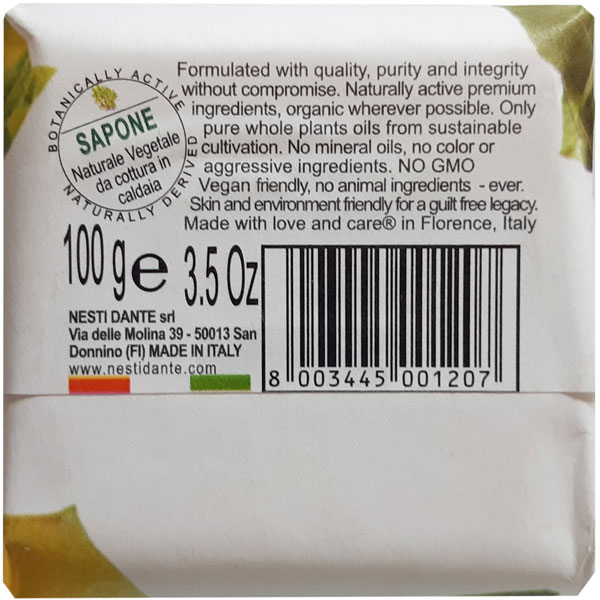 Formulated with quality, purity and integrity
without compromise. Naturally active premium
ingredients, organic wherever possible. Only
pure whole plants oils from sustainable
cultivation. No mineral oils, no color or
aggressive ingredients. NO GMO
Vegan friendly, no animal ingredients - ever.
Skin and environment friendly for a guilt free legacy.
Made with love and care® in Florence, Italy
BOTANICALLY ACTIVE
SAPONE
Naturale Vegetale
da cottura in
caldaia
NATURALLY DERIVED
100 g e 3.5 Oz
NESTI DANTE srl
Via delle Molina 39 - 50013 San
Donnino (FI) MADE IN ITALY
www.nestidante.com
8 003445 001207